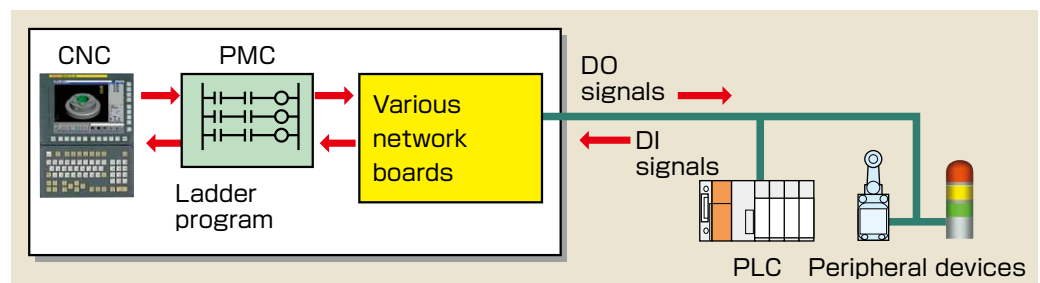 CNC
PMC
Ladder
program
Various
network
boards
DO
signals
DI
signals
PLC
Peripheral devices